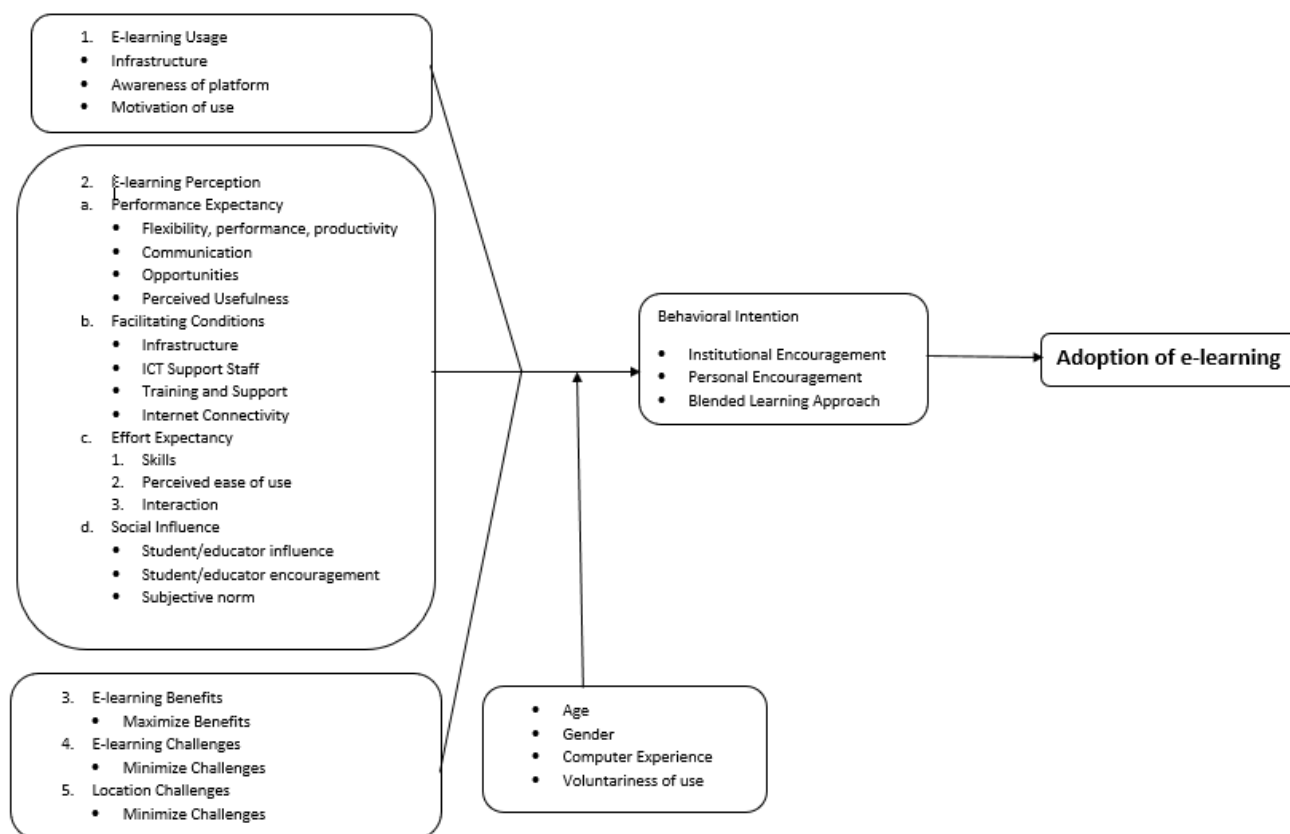 1. E-learning Usage
• Infrastructure
• Awareness of platform
• Motivation of use
2. E-learning Perception
a. Performance Expectancy
• Flexibility, performance, productivity
• Communication
• Opportunities
• Perceived Usefulness
b. Facilitating Conditions
• Infrastructure
• ICT Support Staff
• Training and Support
• Internet Connectivity
c. Effort Expectancy
1. Skills
2. Perceived ease of use
3. Interaction
d. Social Influence
• Student/educator influence
• Student/educator encouragement
• Subjective norm
3. E-learning Benefits
• Maximize Benefits
4. E-learning Challenges
• Minimize Challenges
5. Location Challenges
• Minimize Challenges
• Age
• Gender
• Computer Experience
• Voluntariness of use
Behavioral Intention
• Institutional Encouragement
• Personal Encouragement
• Blended Learning Approach
Adoption of e-learning